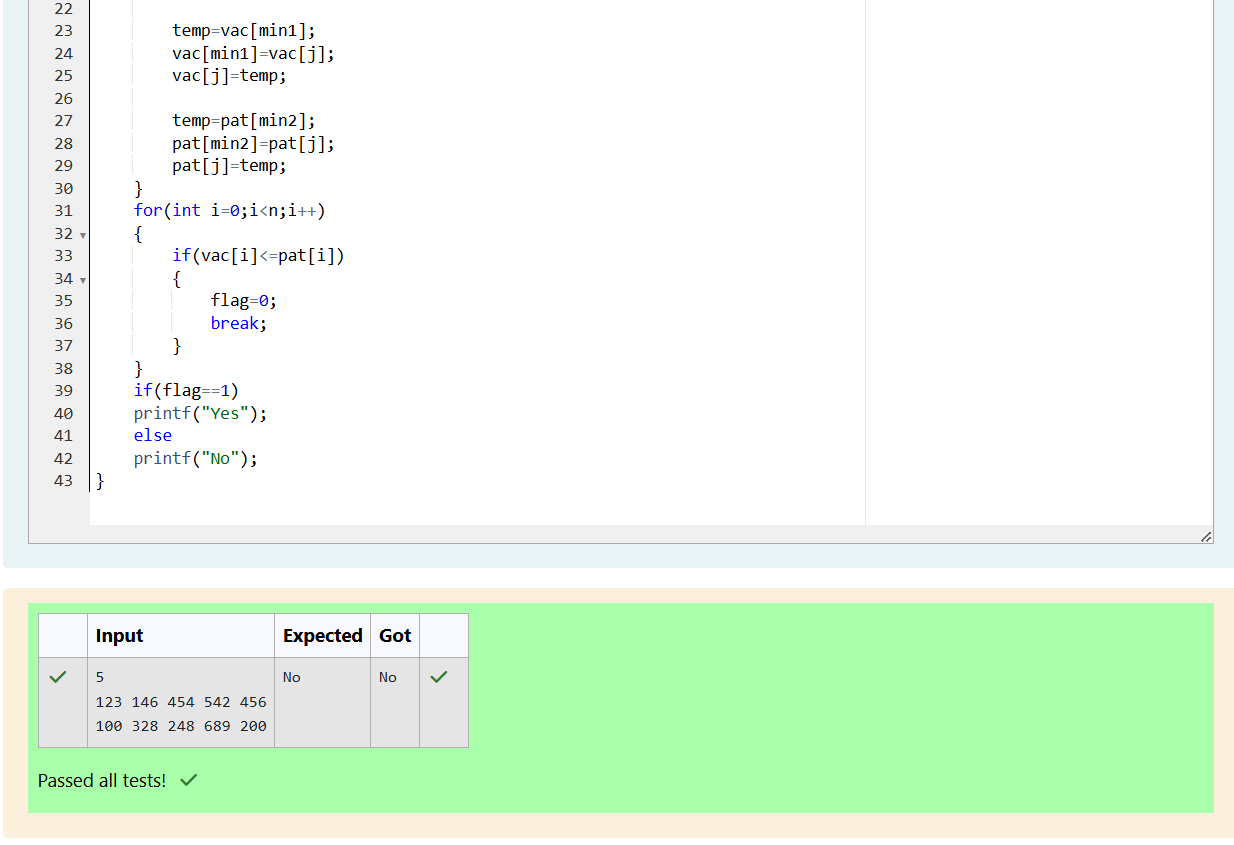 22
23 temp=vac[min1];
24 vac[min1]=vac[j];
25 vac[j]=temp;
26
27 temp=pat[min2];
28 pat[min2]=pat[j];
29 pat[j]=temp;
30 }
31 for(int i=0;i<n;i++)
32 {
33 if(vac[i]<=pat[i])
34 {
35 flag=0;
36 break;
37 }
38 }
39 if(flag==1)
40 printf("Yes");
41 else
42 printf("No");
43 }
Input Expected Got
5 No No
123 146 454 542 456
100 328 248 689 200
Passed all tests!